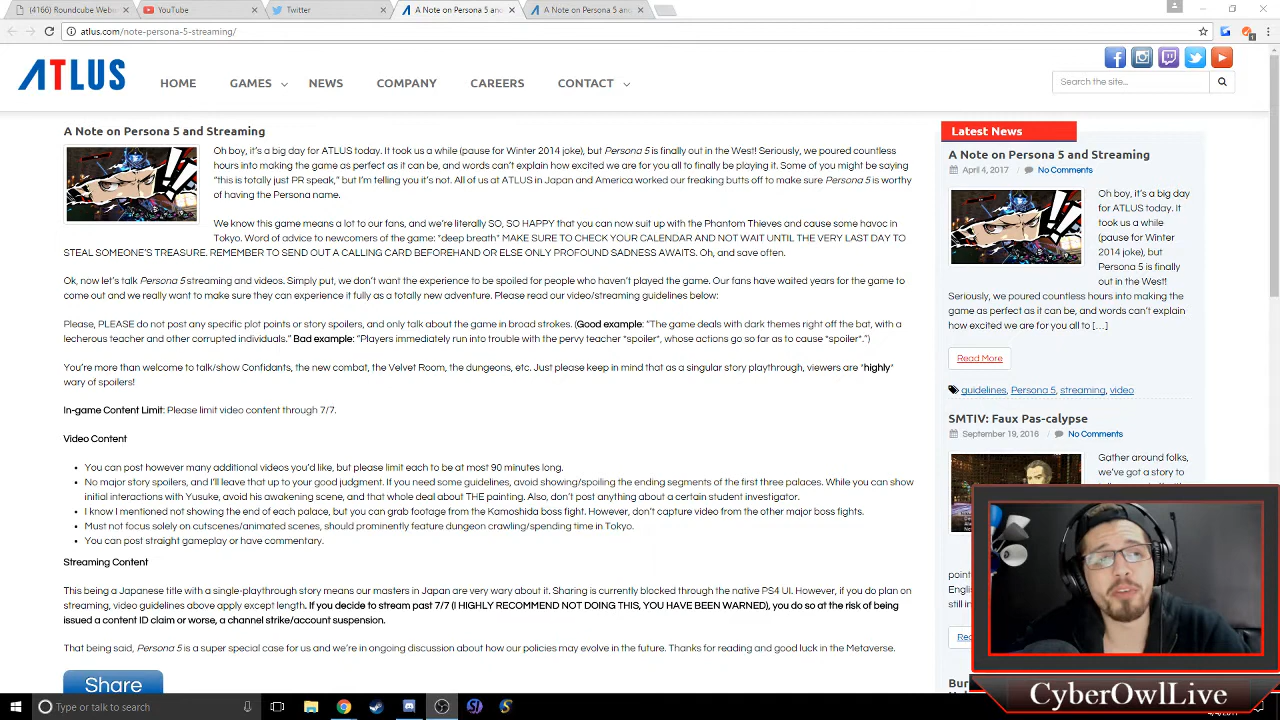 (4166) Roundcube Web
YouTube
Twitter
A Note on Persona 5 and
A Note on Persona 5 and
atlus.com/note-persona-5-streaming/
ATLUS
HOME
GAMES
NEWS
COMPANY
CAREERS
CONTACT
Search the site...
A Note on Persona 5 and Streaming
Oh boy, it's a big day for ATLUS today. It took us a while (pause for Winter 2014 joke), but Persona 5 is finally out in the West! Seriously, we poured countless
hours into making the game as perfect as it can be, and words can't explain how excited we are for you all to finally be playing it. Some of you might be saying
"this is totally just PR speak," but I'm telling you it's not. All of us at ATLUS in Japan and America worked our freaking butts off to make sure Persona 5 is worthy
of having the Persona name.
We know this game means a lot to our fans, and we're literally SO, SO HAPPY that you can now suit up with the Phantom Thieves and cause some havoc in
Tokyo. Word of advice to newcomers of the game: *deep breath* MAKE SURE TO CHECK YOUR CALENDAR AND NOT WAIT UNTIL THE VERY LAST DAY TO
STEAL SOMEONE'S TREASURE. REMEMBER TO SEND OUT A CALLING CARD BEFOREHAND OR ELSE ONLY PROFOUND SADNESS AWAITS. Oh, and save often.
Ok, now let's talk Persona 5 streaming and videos. Simply put, we don't want the experience to be spoiled for people who haven't played the game. Our fans have waited years for the game to
come out and we really want to make sure they can experience it fully as a totally new adventure. Please read our video/streaming guidelines below:
Please, PLEASE do not post any specific plot points or story spoilers, and only talk about the game in broad strokes. (Good example: "The game deals with dark themes right off the bat, with a
lecherous teacher and other corrupted individuals." Bad example: "Players immediately run into trouble with the pervy teacher *spoiler*, whose actions go so far as to cause *spoiler*.")
You're more than welcome to talk/show Confidants, the new combat, the Velvet Room, the dungeons, etc. Just please keep in mind that as a singular story playthrough, viewers are *highly*
wary of spoilers!
In-game Content Limit: Please limit video content through 7/7.
Video Content
You can post however many additional videos you'd like, but please limit each to be at most 90 minutes long.
No major story spoilers, and I'll leave that up to your good judgment. If you need some guidelines, avoid showing/spoiling the ending segments of the first three palaces. While you can show
initial interactions with Yusuke, avoid his awakening scene, and that whole deal about THE painting. Also, don't post anything about a certain student investigator.
I know I mentioned not showing the end of each palace, but you can grab footage from the Kamoshida boss fight. However, don't capture video from the other major boss fights.
Must not focus solely on cutscenes/animated scenes, should prominently feature dungeon crawling/spending time in Tokyo.
You can post straight gameplay or have commentary.
Streaming Content
This being a Japanese title with a single-playthrough story means our masters in Japan are very wary about it. Sharing is currently blocked through the native PS4 UI. However, if you do plan on
streaming, video guidelines above apply except length. If you decide to stream past 7/7 (I HIGHLY RECOMMEND NOT DOING THIS, YOU HAVE BEEN WARNED), you do so at the risk of being
issued a content ID claim or worse, a channel strike/account suspension.
That being said, Persona 5 is a super special case for us and we're in ongoing discussion about how our policies may evolve in the future. Thanks for reading and good luck in the Metaverse.
Share
Latest News
A Note on Persona 5 and Streaming
April 4, 2017 / No Comments
Oh boy, it's a big day
for ATLUS today. It
took us a while
(pause for Winter
2014 joke), but
Persona 5 is finally
out in the West!
Seriously, we poured countless hours into making the
game as perfect as it can be, and words can't explain
how excited we are for you all to [...]
Read More
guidelines, Persona 5, streaming, video
SMTIV: Faux Pas-calypse
September 19, 2016 / No Comments
Gather around folks,
we've got a story to
point
Engli
still in
Rea
Bur
CyberOwlLive
Type or talk to search